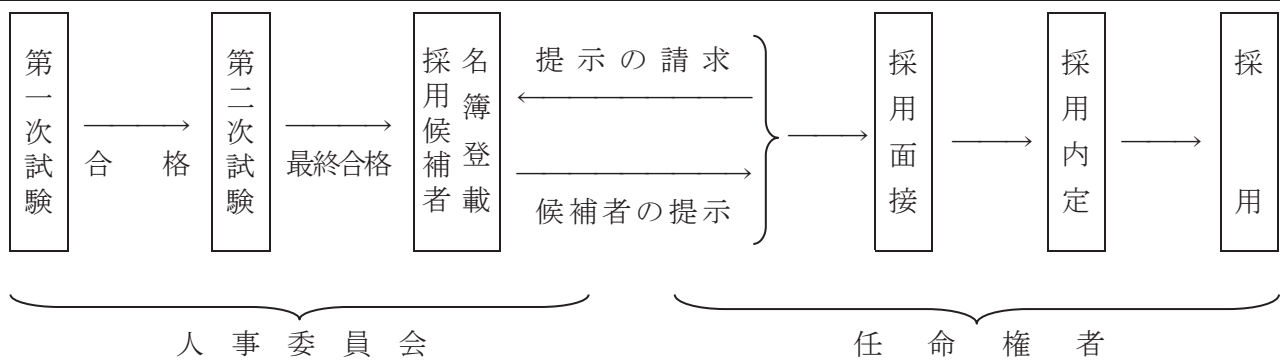 第一次試験
合格
第二次試験
最終合格
採用候補者
名簿登載
提示の請求
候補者の提示
採用面接
採用内定
採用
人事委員会
任命権者